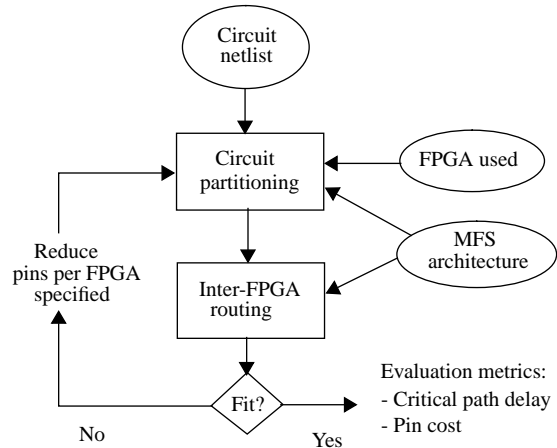 Circuit
netlist
Circuit
partitioning
FPGA used
MFS
architecture
Reduce
pins per FPGA
specified
Inter-FPGA
routing
Fit?
No
Yes
Evaluation metrics:
- Critical path delay
- Pin cost